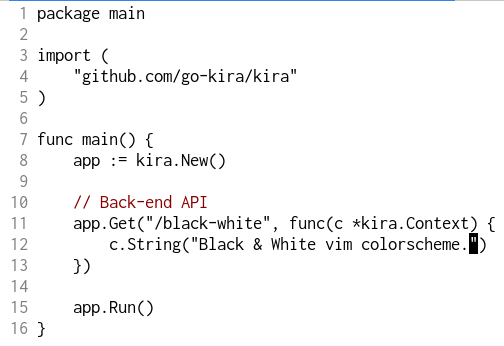 1 package main
2
3 import (
4     "github.com/go-kira/kira"
5 )
6
7 func main() {
8     app := kira.New()
9
10     // Back-end API
11     app.Get("/black-white", func(c *kira.Context) {
12         c.String("Black & White vim colorscheme.")
13     })
14
15     app.Run()
16 }